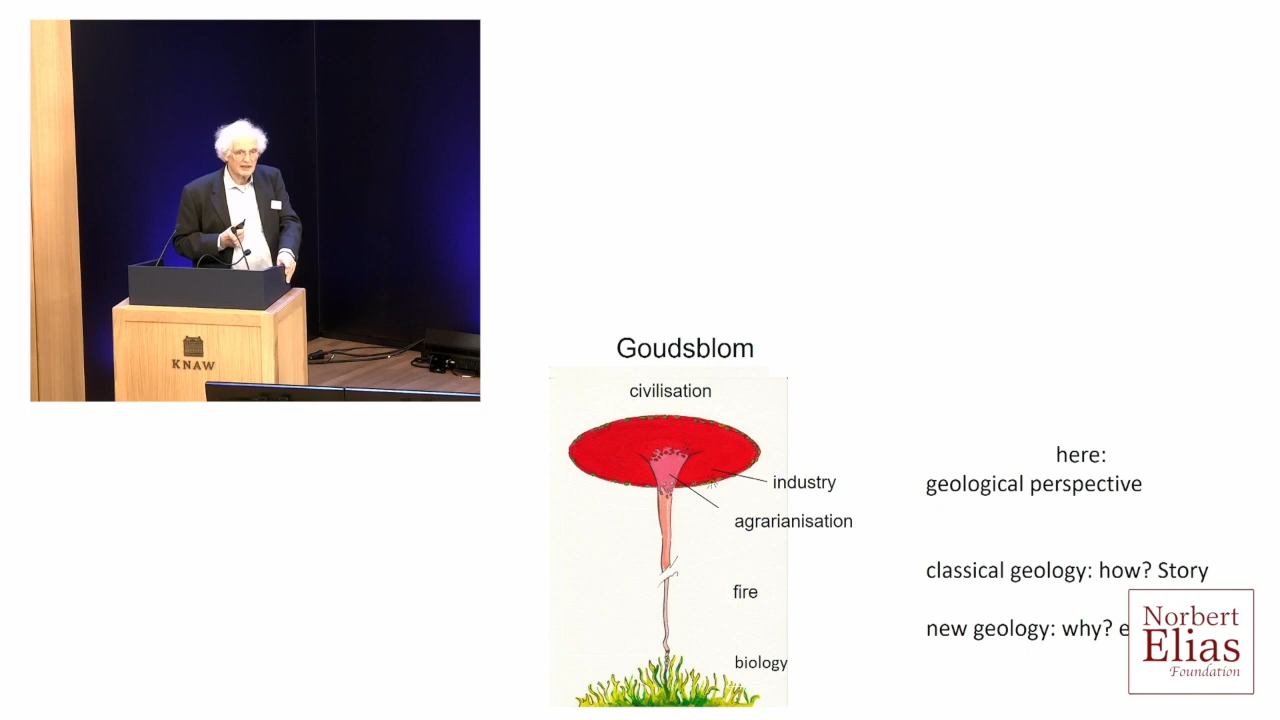 KNAW
Goudsblom
civilisation
industry
agrarianisation
fire
biology
here:
geological perspective
classical geology: how? Story
new geology: why?
Norbert
Elias
Foundation